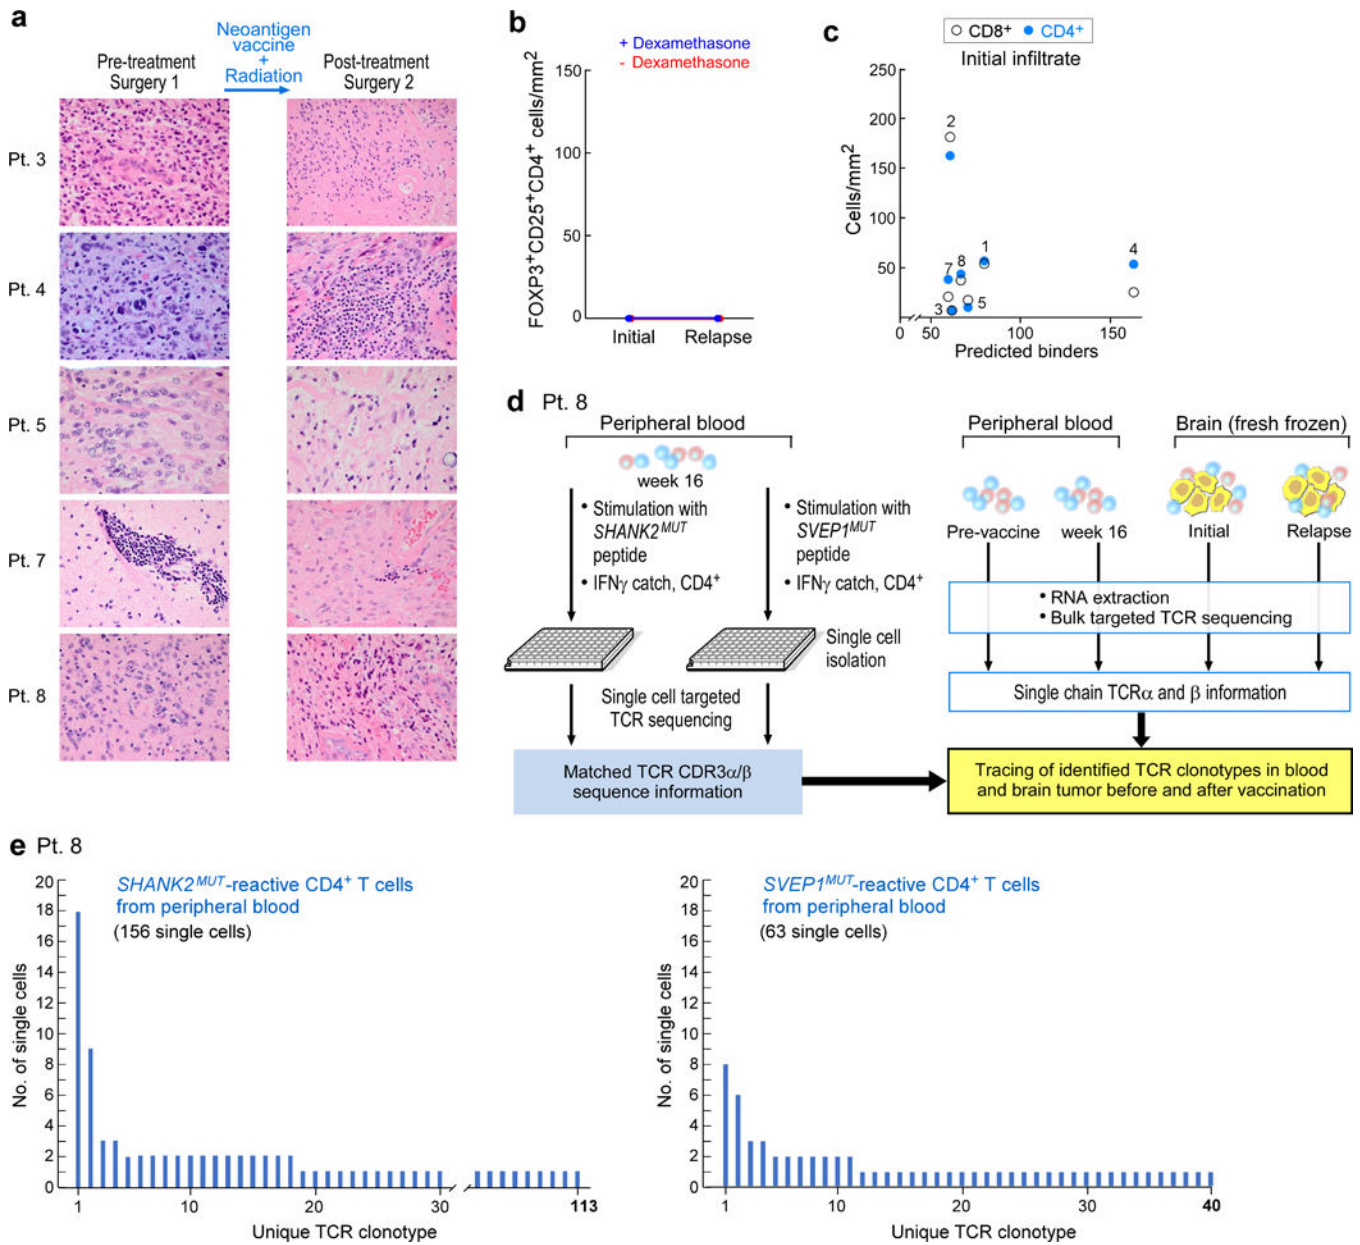 a
Neoantigen
vaccine
+
Radiation
Pre-treatment
Surgery 1
Post-treatment
Surgery 2
Pt. 3
Pt. 4
Pt. 5
Pt. 7
Pt. 8
b
+ Dexamethasone
- Dexamethasone
FOXP3⁺CD25⁺CD4⁺ cells/mm²
150
100
50
0
Initial
Relapse
c
CD8⁺
CD4⁺
Initial infiltrate
Cells/mm²
250
200
150
100
50
2
1
4
7
8
3
5
0
50
100
150
Predicted binders
d Pt. 8
Peripheral blood
week 16
• Stimulation with
SHANK2ᴹᵁᵀ
peptide
• IFNγ catch, CD4⁺
• Stimulation with
SVEP1ᴹᵁᵀ
peptide
• IFNγ catch, CD4⁺
Single cell
isolation
Single cell targeted
TCR sequencing
Matched TCR CDR3α/β
sequence information
Peripheral blood
Brain (fresh frozen)
Pre-vaccine
week 16
Initial
Relapse
• RNA extraction
• Bulk targeted TCR sequencing
Single chain TCRα and β information
Tracing of identified TCR clonotypes in blood
and brain tumor before and after vaccination
e Pt. 8
SHANK2ᴹᵁᵀ-reactive CD4⁺ T cells
from peripheral blood
(156 single cells)
No. of single cells
20
18
16
14
12
10
8
6
4
2
0
1
10
20
30
113
Unique TCR clonotype
SVEP1ᴹᵁᵀ-reactive CD4⁺ T cells
from peripheral blood
(63 single cells)
No. of single cells
20
18
16
14
12
10
8
6
4
2
0
1
10
20
30
40
Unique TCR clonotype